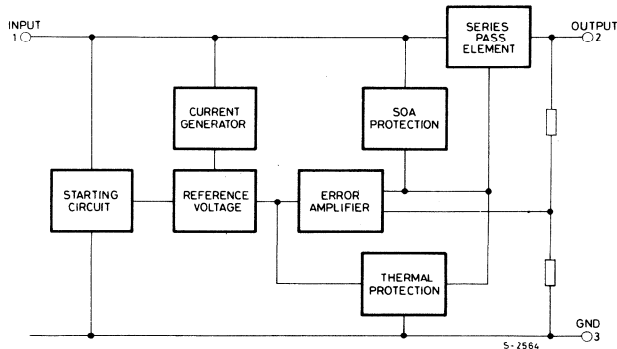 INPUT
1
SERIES
PASS
ELEMENT
OUTPUT
2
CURRENT
GENERATOR
SOA
PROTECTION
STARTING
CIRCUIT
REFERENCE
VOLTAGE
ERROR
AMPLIFIER
THERMAL
PROTECTION
GND
3
S-2564